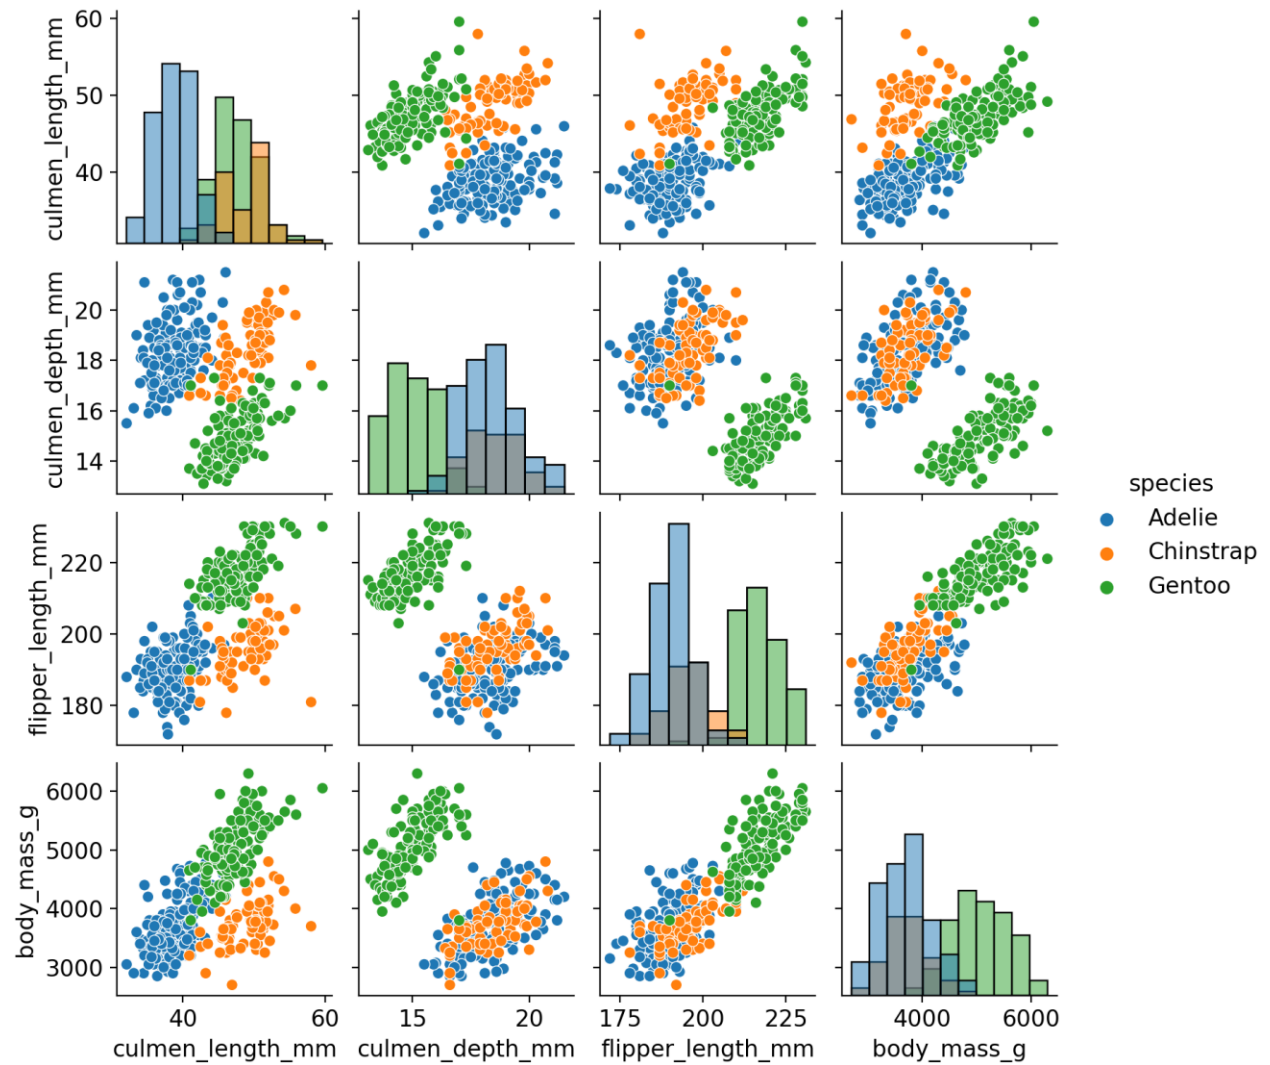 60
50
40
culmen_length_mm
20
18
16
14
culmen_depth_mm
220
200
180
flipper_length_mm
6000
5000
4000
3000
body_mass_g
40 60
culmen_length_mm
15 20
culmen_depth_mm
175 200 225
flipper_length_mm
4000 6000
body_mass_g
species
Adelie
Chinstrap
Gentoo